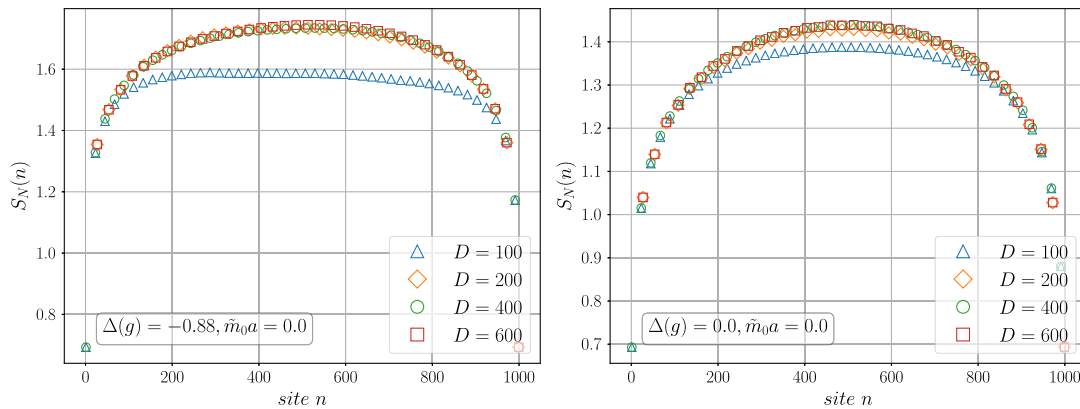 1.6
1.4
1.2
1.0
0.8
S_N(n)
0
200
400
600
800
1000
site n
D = 100
D = 200
D = 400
D = 600
Δ(g) = −0.88, m̃₀a = 0.0
1.4
1.3
1.2
1.1
1.0
0.9
0.8
0.7
S_N(n)
0
200
400
600
800
1000
site n
D = 100
D = 200
D = 400
D = 600
Δ(g) = 0.0, m̃₀a = 0.0